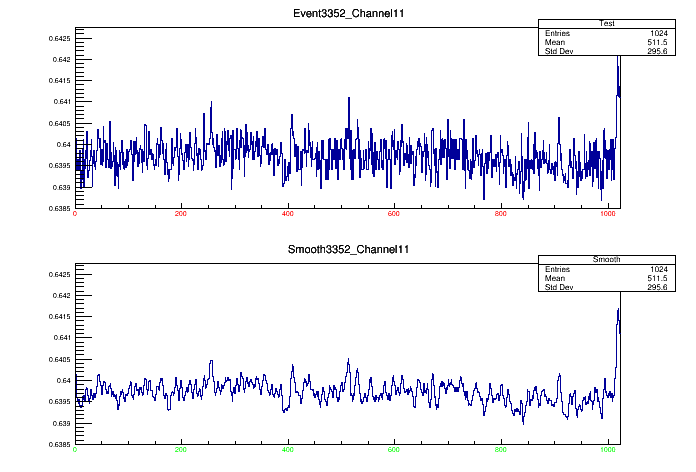 Event3352_Channel11
Test
Entries 1024
Mean 511.5
Std Dev 295.6
0.6425
0.642
0.6415
0.641
0.6405
0.64
0.6395
0.639
0.6385
0 200 400 600 800 1000
Smooth3352_Channel11
Smooth
Entries 1024
Mean 511.5
Std Dev 295.6
0.6425
0.642
0.6415
0.641
0.6405
0.64
0.6395
0.639
0.6385
0 200 400 600 800 1000